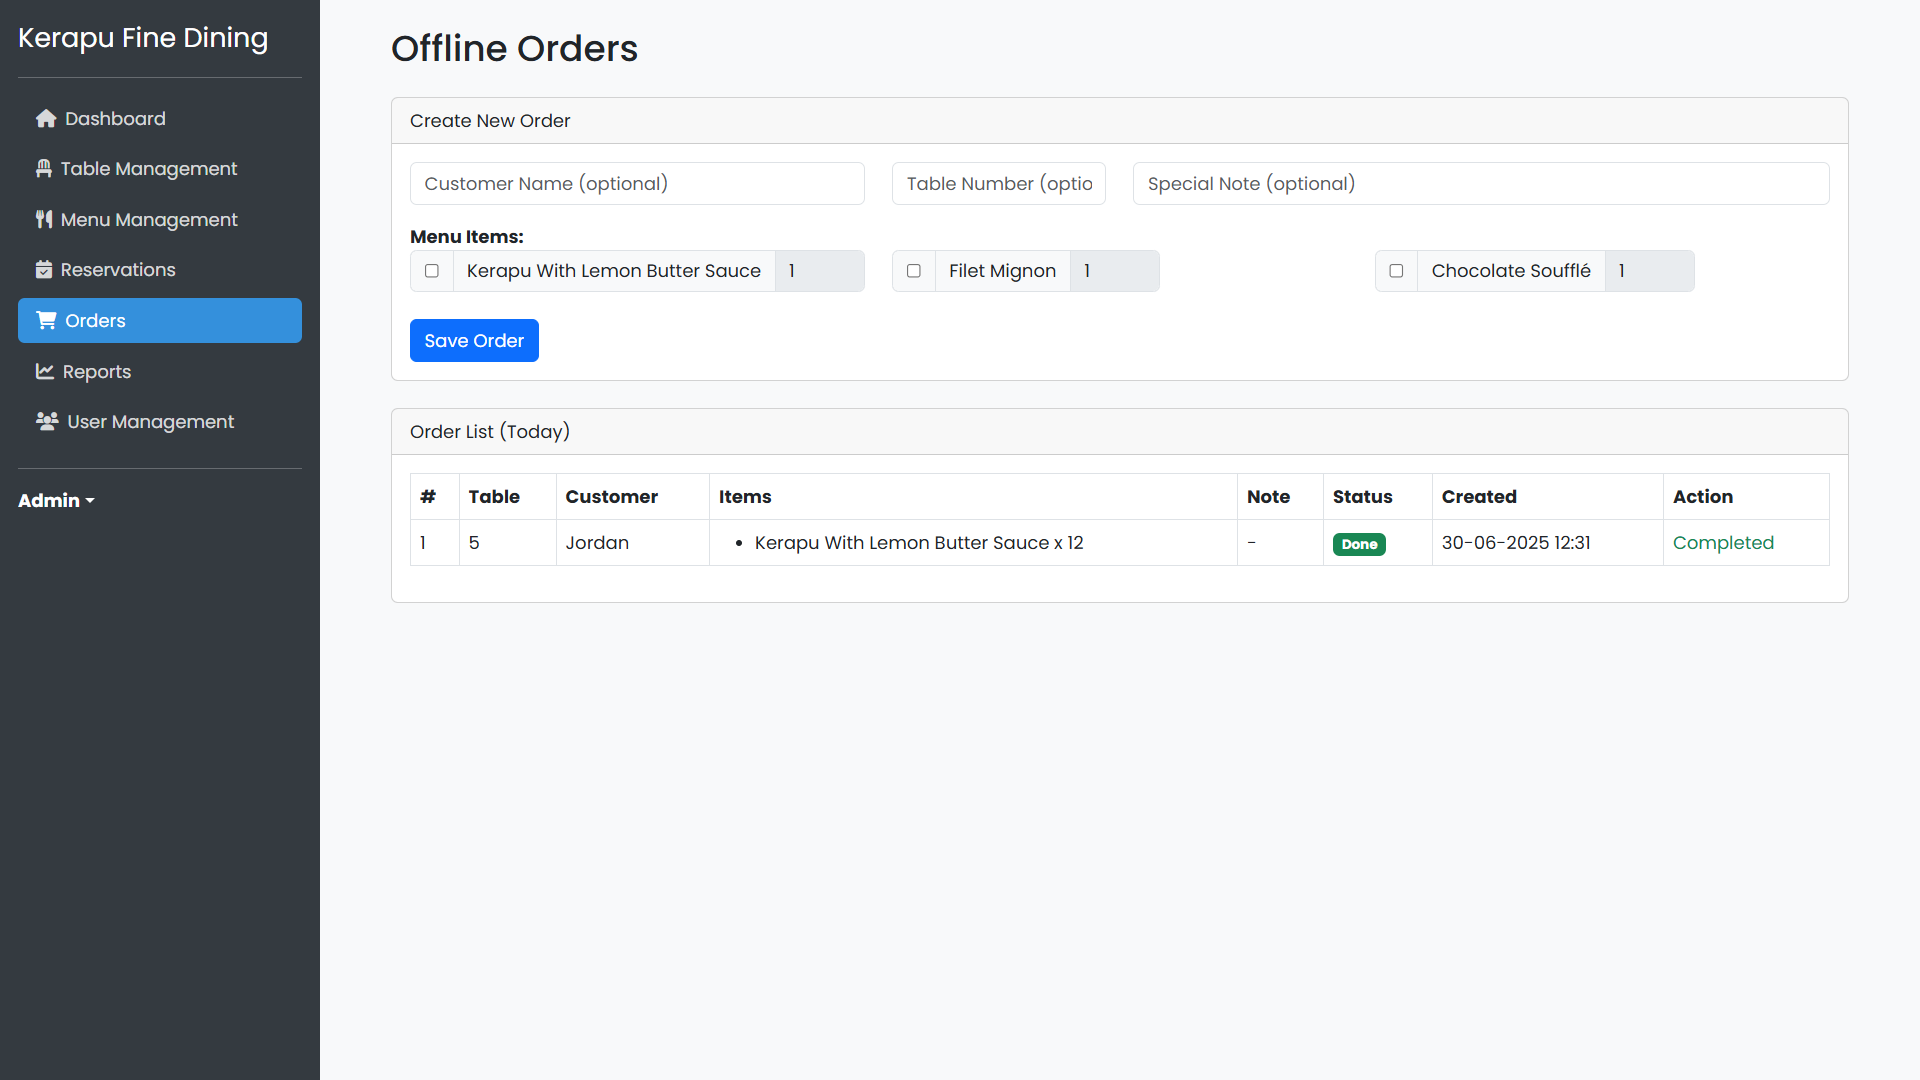 Kerapu Fine Dining
Dashboard
Table Management
Menu Management
Reservations
Orders
Reports
User Management
Admin
Offline Orders
Create New Order
Customer Name (optional) Table Number (optio Special Note (optional)
Menu Items:
Kerapu With Lemon Butter Sauce 1 Filet Mignon 1 Chocolate Soufflé 1
Save Order
Order List (Today)
# Table Customer Items Note Status Created Action
1 5 Jordan • Kerapu With Lemon Butter Sauce x 12 - Done 30-06-2025 12:31 Completed